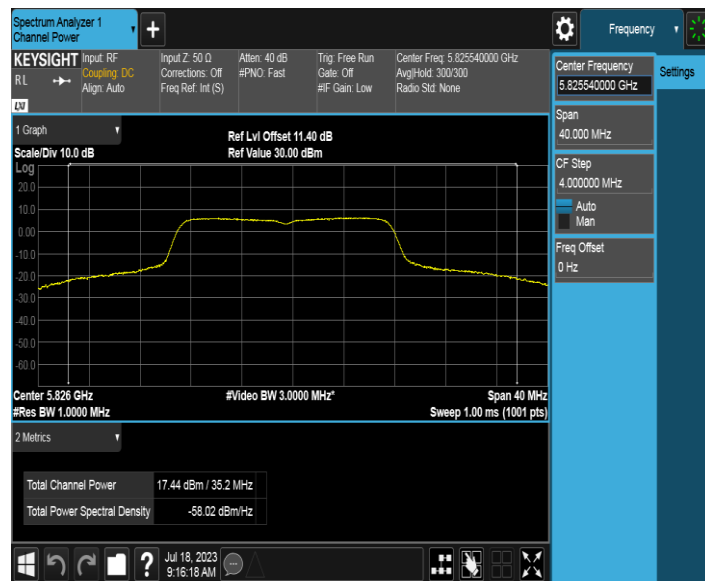 Spectrum Analyzer 1
Channel Power
+
Frequency
KEYSIGHT
RL
LXI
Input: RF
Coupling: DC
Align: Auto
Input Z: 50 Ω
Corrections: Off
Freq Ref: Int (S)
Atten: 40 dB
#PNO: Fast
Trig: Free Run
Gate: Off
#IF Gain: Low
Center Freq: 5.825540000 GHz
Avg|Hold: 300/300
Radio Std: None
Center Frequency
5.825540000 GHz
Settings
Span
40.000 MHz
CF Step
4.000000 MHz
Auto
Man
Freq Offset
0 Hz
1 Graph
Scale/Div 10.0 dB
Ref Lvl Offset 11.40 dB
Ref Value 30.00 dBm
Log
20.0
10.0
0.00
-10.0
-20.0
-30.0
-40.0
-50.0
-60.0
Center 5.826 GHz
#Video BW 3.0000 MHz*
Span 40 MHz
#Res BW 1.0000 MHz
Sweep 1.00 ms (1001 pts)
2 Metrics
Total Channel Power 17.44 dBm / 35.2 MHz
Total Power Spectral Density -58.02 dBm/Hz
?
Jul 18, 2023
9:16:18 AM